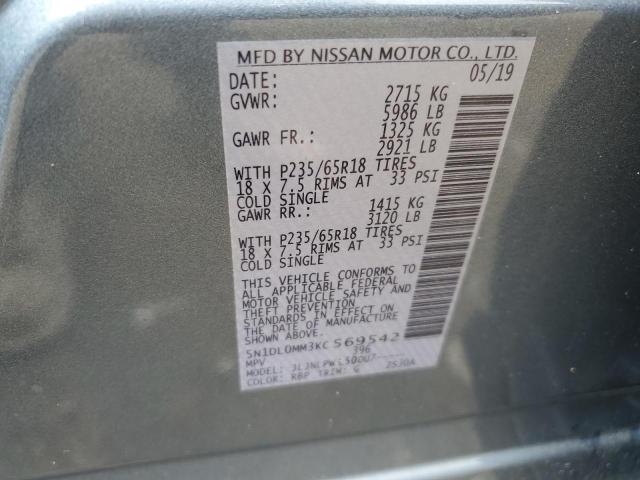 MFD BY NISSAN MOTOR CO., LTD.
DATE: 05/19
GVWR: 2715 KG
5986 LB
GAWR FR.: 1325 KG
2921 LB
WITH P235/65R18 TIRES
18 X 7.5 RIMS AT 33 PSI
COLD SINGLE
GAWR RR.: 1415 KG
3120 LB
WITH P235/65R18 TIRES
18 X 7.5 RIMS AT 33 PSI
COLD SINGLE
THIS VEHICLE CONFORMS TO
ALL APPLICABLE FEDERAL
MOTOR VEHICLE SAFETY AND
THEFT PREVENTION
STANDARDS IN EFFECT ON
THE DATE OF MANUFACTURE
SHOWN ABOVE.
5N1DL0MM3KC569542
MPV 396
MODEL:
COLOR: RBP TRIM: G